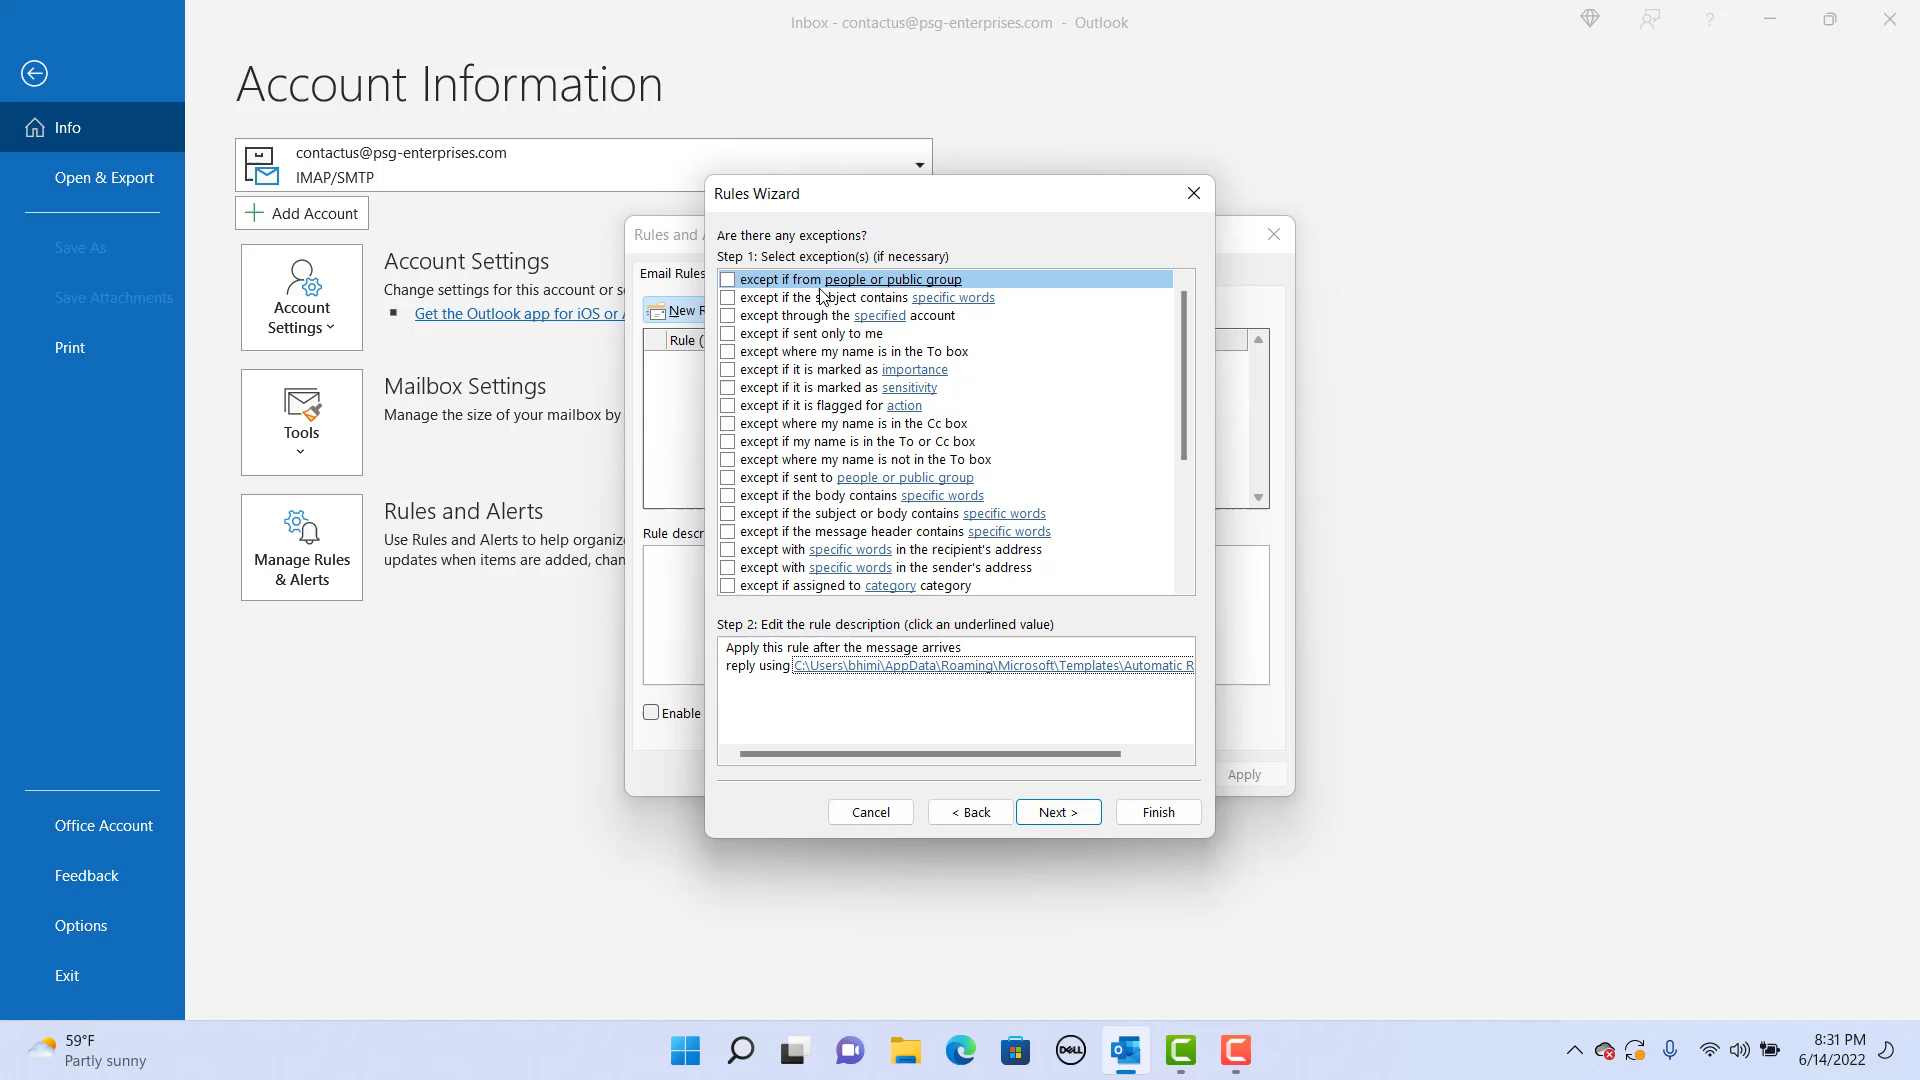 Inbox - contactus@psg-enterprises.com - Outlook
?
Account Information
Info
Open & Export
Save As
Save Attachments
Print
Office Account
Feedback
Options
Exit
contactus@psg-enterprises.com
IMAP/SMTP
Add Account
Account
Settings
Account Settings
Change settings for this account or s
Get the Outlook app for iOS or
Tools
Mailbox Settings
Manage the size of your mailbox by
Manage Rules
& Alerts
Rules and Alerts
Use Rules and Alerts to help organiz
updates when items are added, chan
Rules and
Email Rules
New R
Rule (
Rule descr
Enable
Apply
Rules Wizard
Are there any exceptions?
Step 1: Select exception(s) (if necessary)
except if from people or public group
except if the subject contains specific words
except through the specified account
except if sent only to me
except where my name is in the To box
except if it is marked as importance
except if it is marked as sensitivity
except if it is flagged for action
except where my name is in the Cc box
except if my name is in the To or Cc box
except where my name is not in the To box
except if sent to people or public group
except if the body contains specific words
except if the subject or body contains specific words
except if the message header contains specific words
except with specific words in the recipient's address
except with specific words in the sender's address
except if assigned to category category
Step 2: Edit the rule description (click an underlined value)
Apply this rule after the message arrives
reply using C:\Users\bhimi\AppData\Roaming\Microsoft\Templates\Automatic R
Cancel
< Back
Next >
Finish
59°F
Partly sunny
DELL
8:31 PM
6/14/2022